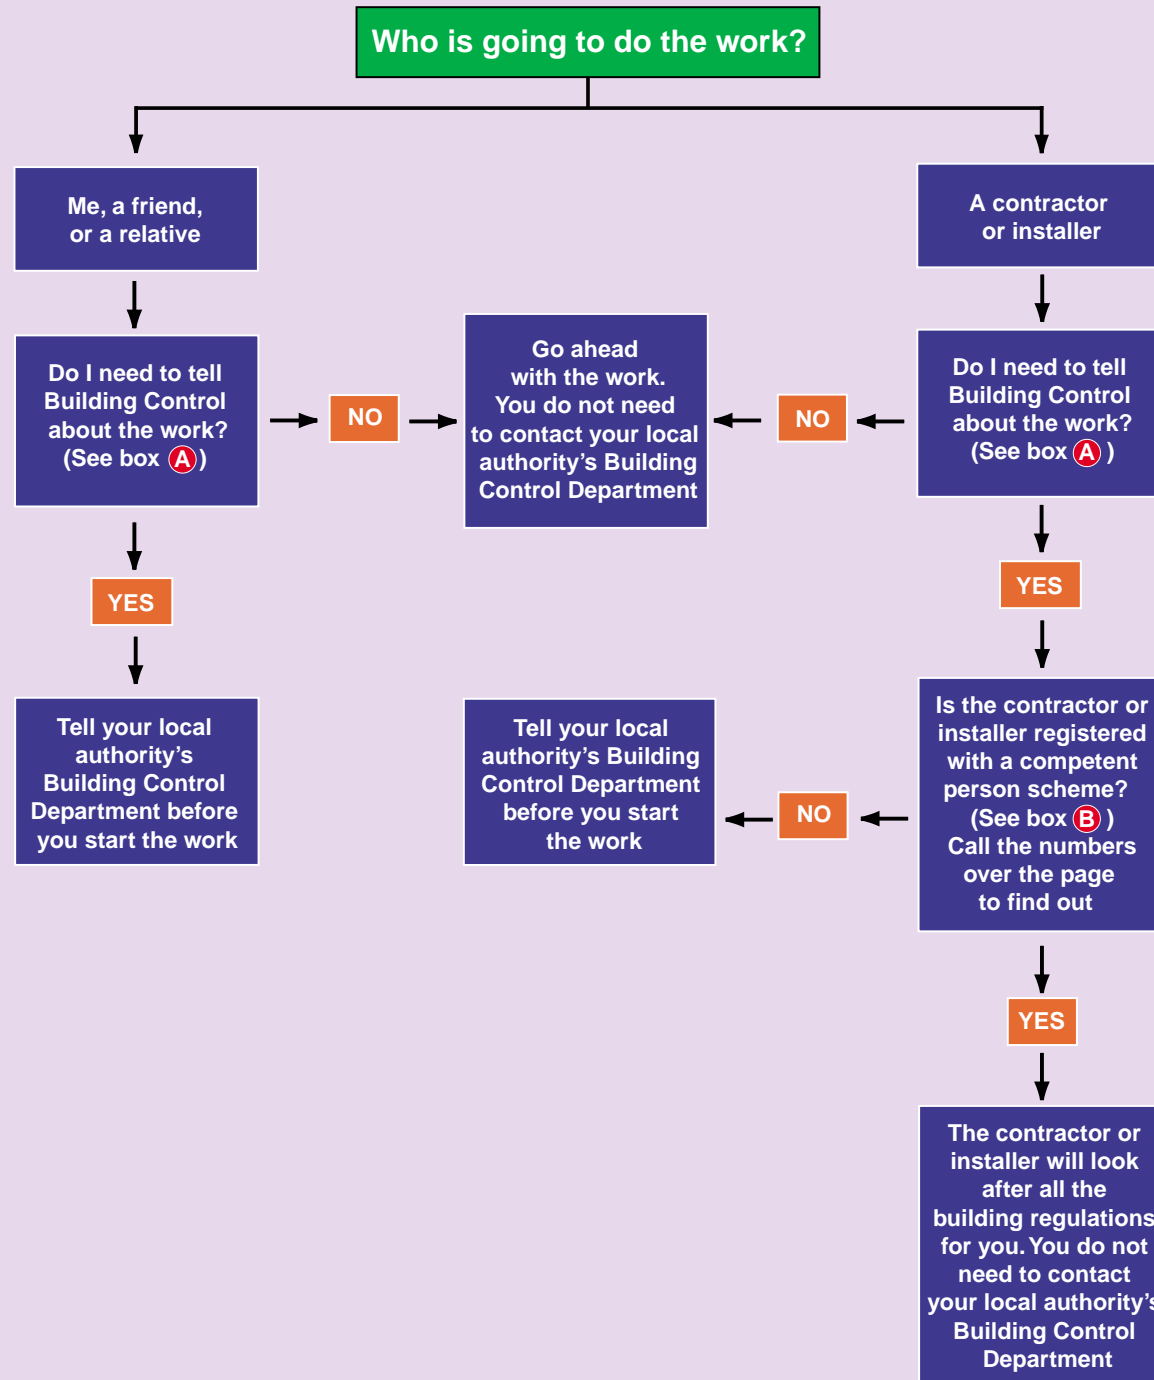 Who is going to do the work?
Me, a friend,
or a relative
A contractor
or installer
Do I need to tell
Building Control
about the work?
(See box A)
NO
Go ahead
with the work.
You do not need
to contact your local
authority's Building
Control Department
NO
Do I need to tell
Building Control
about the work?
(See box A )
YES
YES
Tell your local
authority's
Building Control
Department before
you start the work
Tell your local
authority's Building
Control Department
before you start
the work
NO
Is the contractor or
installer registered
with a competent
person scheme?
(See box B )
Call the numbers
over the page
to find out
YES
The contractor or
installer will look
after all the
building regulations
for you. You do not
need to contact
your local authority's
Building Control
Department